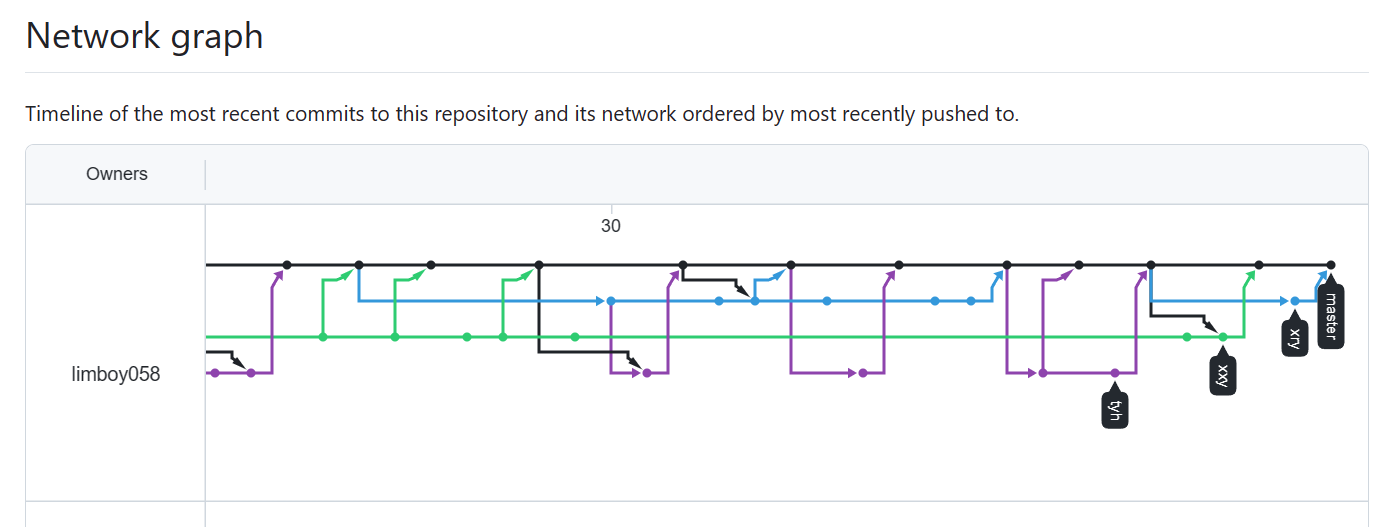 Network graph
Timeline of the most recent commits to this repository and its network ordered by most recently pushed to.
Owners
30
limboy058
master
xry
xxy
tyh